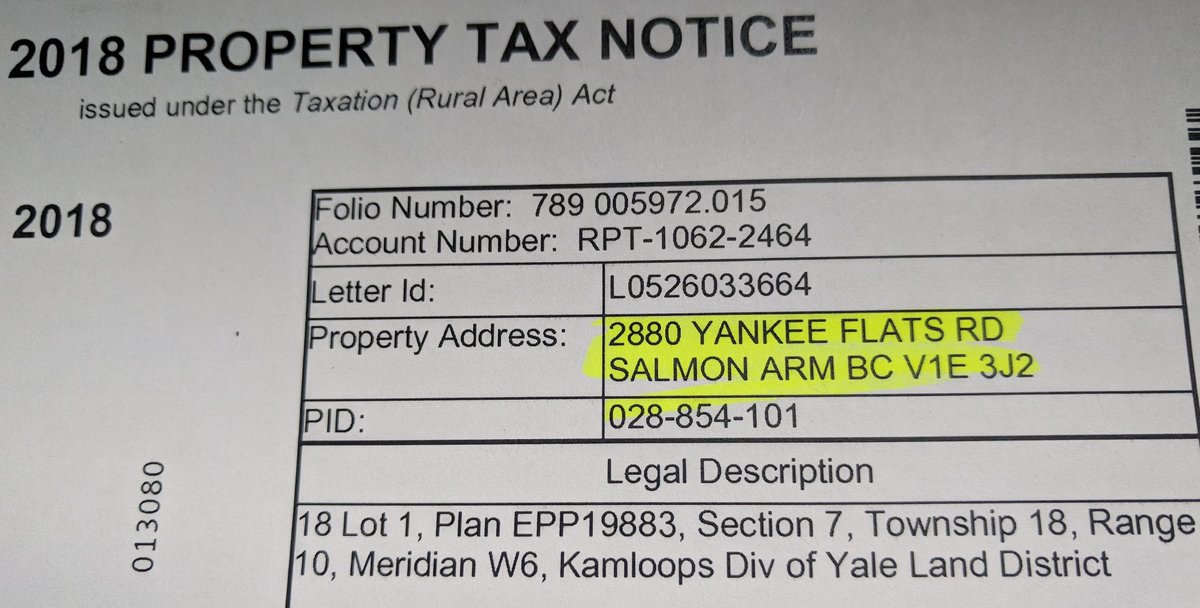 2018 PROPERTY TAX NOTICE
issued under the Taxation (Rural Area) Act
2018
Folio Number: 789 005972.015
Account Number: RPT-1062-2464
Letter Id: L0526033664
Property Address: 2880 YANKEE FLATS RD
SALMON ARM BC V1E 3J2
PID: 028-854-101
Legal Description
18 Lot 1, Plan EPP19883, Section 7, Township 18, Range
10, Meridian W6, Kamloops Div of Yale Land District
013080